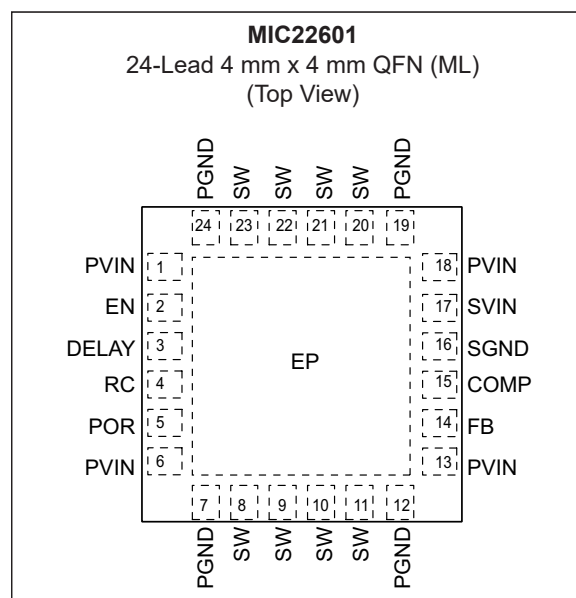 MIC22601
24-Lead 4 mm x 4 mm QFN (ML)
(Top View)
PGND SW SW SW SW PGND
24 23 22 21 20 19
PVIN 1 18 PVIN
EN 2 17 SVIN
DELAY 3 16 SGND
EP
RC 4 15 COMP
POR 5 14 FB
PVIN 6 13 PVIN
7 8 9 10 11 12
PGND SW SW SW SW PGND